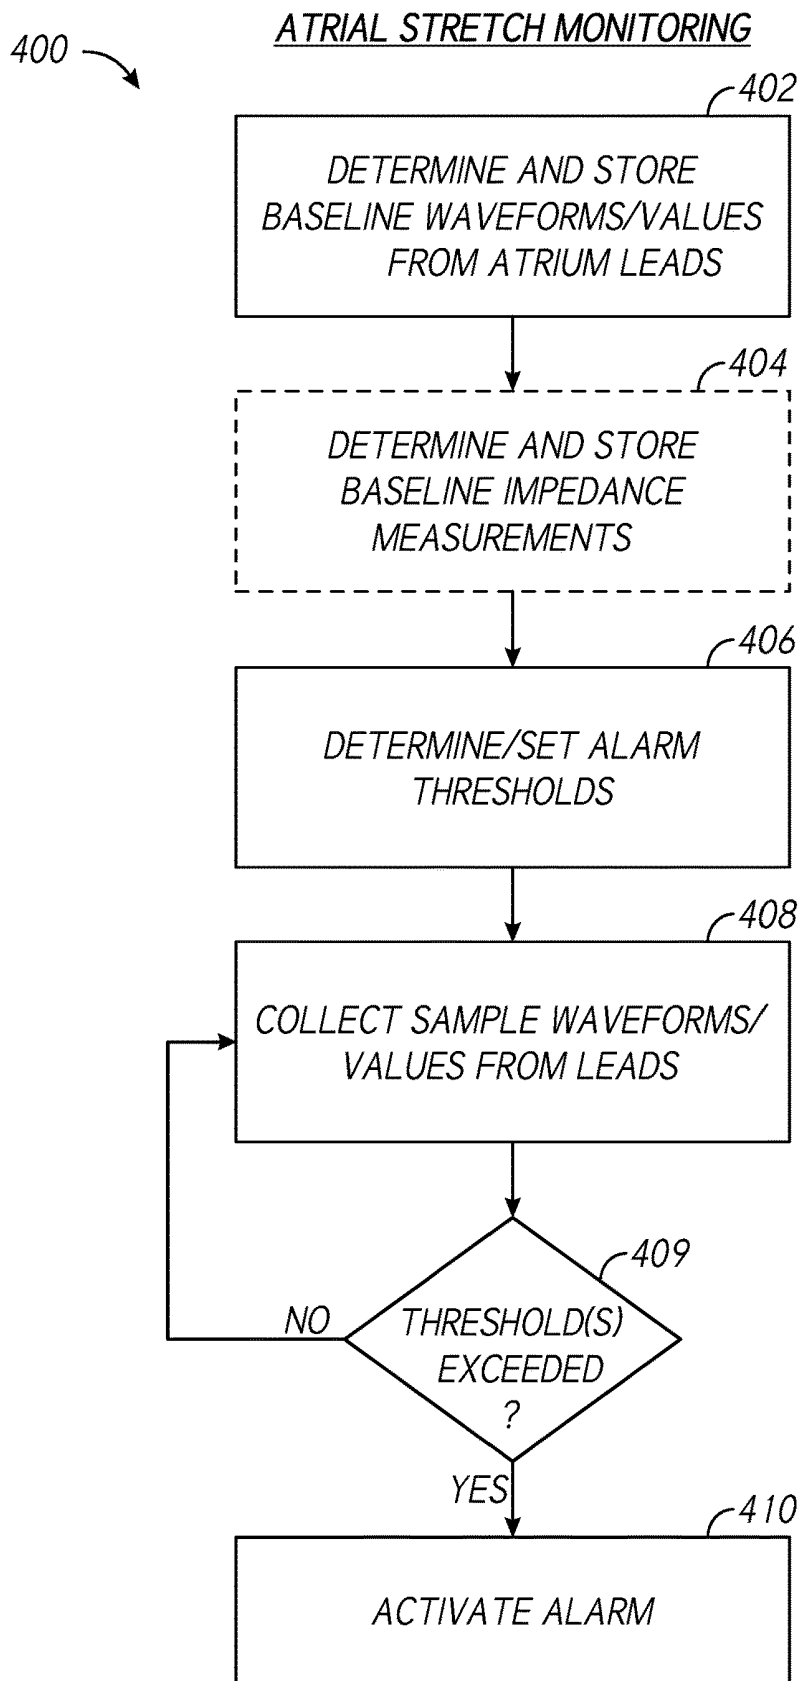 ATRIAL STRETCH MONITORING
400
402
DETERMINE AND STORE
BASELINE WAVEFORMS/VALUES
FROM ATRIUM LEADS
404
DETERMINE AND STORE
BASELINE IMPEDANCE
MEASUREMENTS
406
DETERMINE/SET ALARM
THRESHOLDS
408
COLLECT SAMPLE WAVEFORMS/
VALUES FROM LEADS
409
NO
THRESHOLD(S)
EXCEEDED
?
YES
410
ACTIVATE ALARM